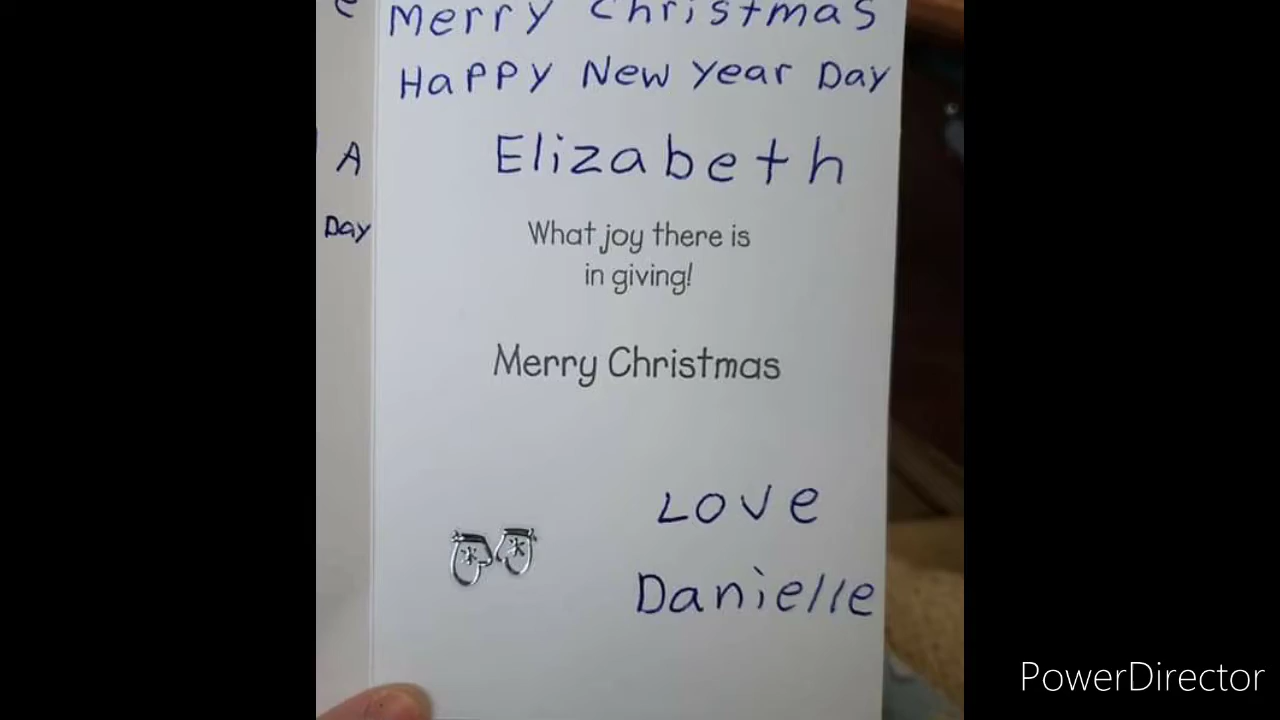 e
A
Day
Merry Christmas
Happy New Year Day
Elizabeth
What joy there is
in giving!
Merry Christmas
Love
Danielle
PowerDirector